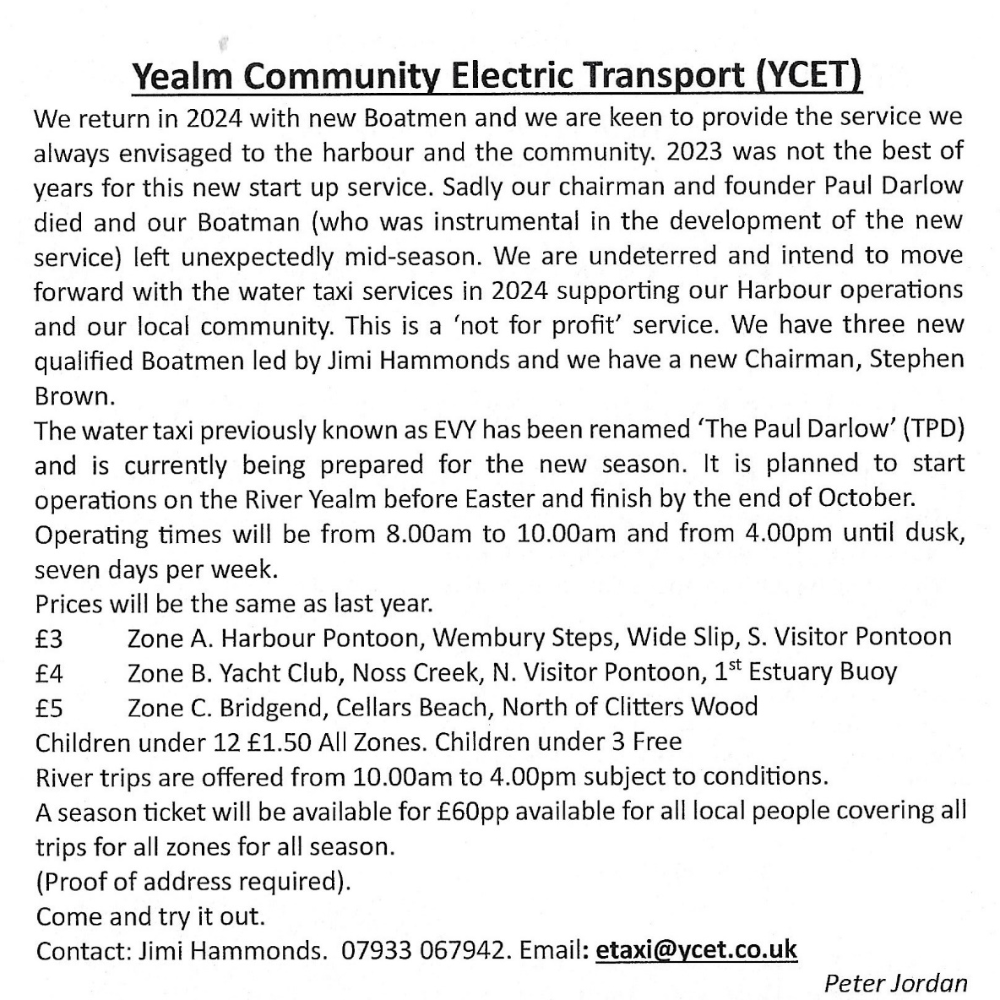 Yealm Community Electric Transport (YCET)
We return in 2024 with new Boatmen and we are keen to provide the service we
always envisaged to the harbour and the community. 2023 was not the best of
years for this new start up service. Sadly our chairman and founder Paul Darlow
died and our Boatman (who was instrumental in the development of the new
service) left unexpectedly mid-season. We are undeterred and intend to move
forward with the water taxi services in 2024 supporting our Harbour operations
and our local community. This is a ‘not for profit’ service. We have three new
qualified Boatmen led by Jimi Hammonds and we have a new Chairman, Stephen
Brown.
The water taxi previously known as EVY has been renamed ‘The Paul Darlow’ (TPD)
and is currently being prepared for the new season. It is planned to start
operations on the River Yealm before Easter and finish by the end of October.
Operating times will be from 8.00am to 10.00am and from 4.00pm until dusk,
seven days per week.
Prices will be the same as last year.
£3 Zone A. Harbour Pontoon, Wembury Steps, Wide Slip, S. Visitor Pontoon
£4 Zone B. Yacht Club, Noss Creek, N. Visitor Pontoon, 1st Estuary Buoy
£5 Zone C. Bridgend, Cellars Beach, North of Clitters Wood
Children under 12 £1.50 All Zones. Children under 3 Free
River trips are offered from 10.00am to 4.00pm subject to conditions.
A season ticket will be available for £60pp available for all local people covering all
trips for all zones for all season.
(Proof of address required).
Come and try it out.
Contact: Jimi Hammonds. 07933 067942. Email: etaxi@ycet.co.uk
Peter Jordan